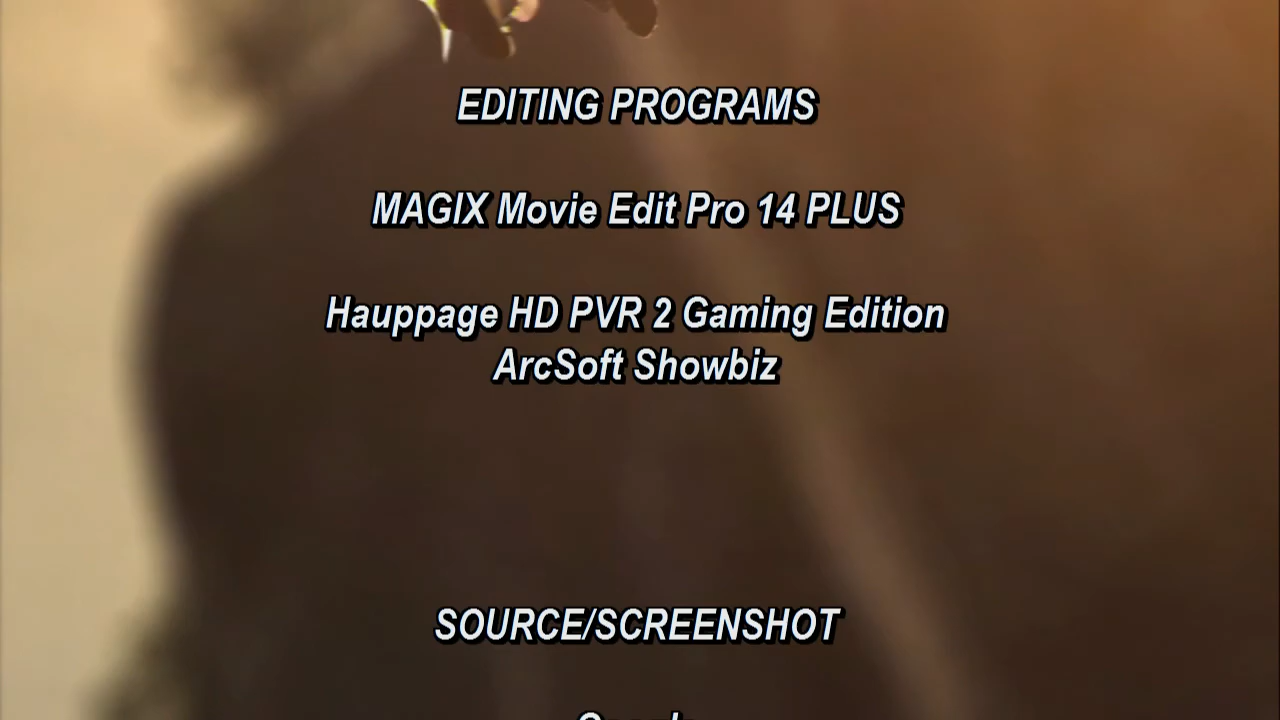 EDITING PROGRAMS
MAGIX Movie Edit Pro 14 PLUS
Hauppage HD PVR 2 Gaming Edition
ArcSoft Showbiz
SOURCE/SCREENSHOT